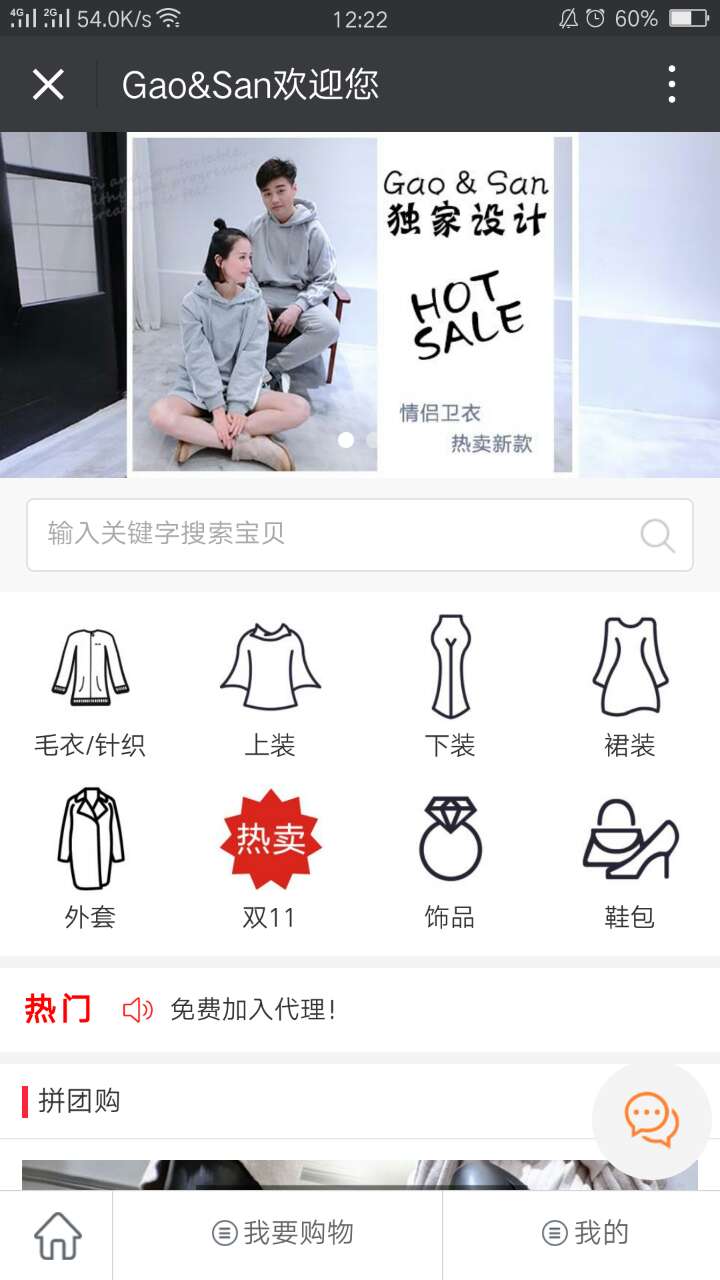 4G 2G 54.0K/s 12:22 60%
Gao&San欢迎您
Gao & San
独家设计
HOT
SALE
情侣卫衣
热卖新款
输入关键字搜索宝贝
毛衣/针织 上装 下装 裙装
热卖
外套 双11 饰品 鞋包
热门 免费加入代理!
拼团购
我要购物 我的